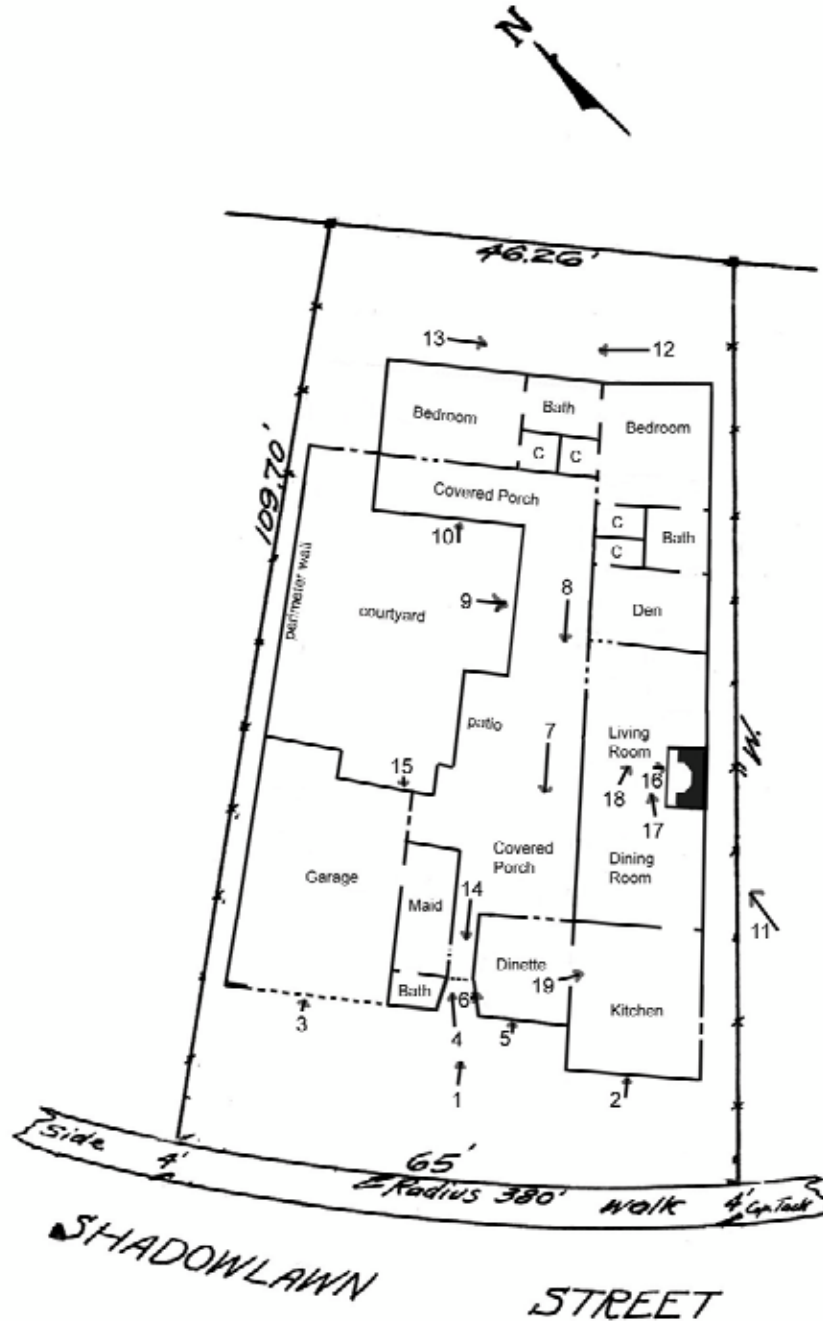 N
46.26'
13
12
Bedroom
Bath
Bedroom
C
C
109.70'
Covered Porch
C
C
Bath
10
perimeter wall
courtyard
9
8
Den
patio
7
Living
Room
15
16
18
17
Covered
Porch
Dining
Room
Garage
Maid
14
11
Dinette
19
Bath
6
Kitchen
3
4
5
1
2
Side
4'
65'
Radius 380'
walk
4'
SHADOWLAWN
STREET